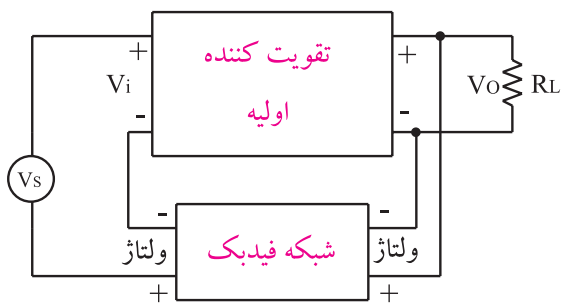 + تقویت کننده +
Vi اولیه VO RL
- -
VS
- -
ولتاژ شبکه فیدبک ولتاژ
+ +